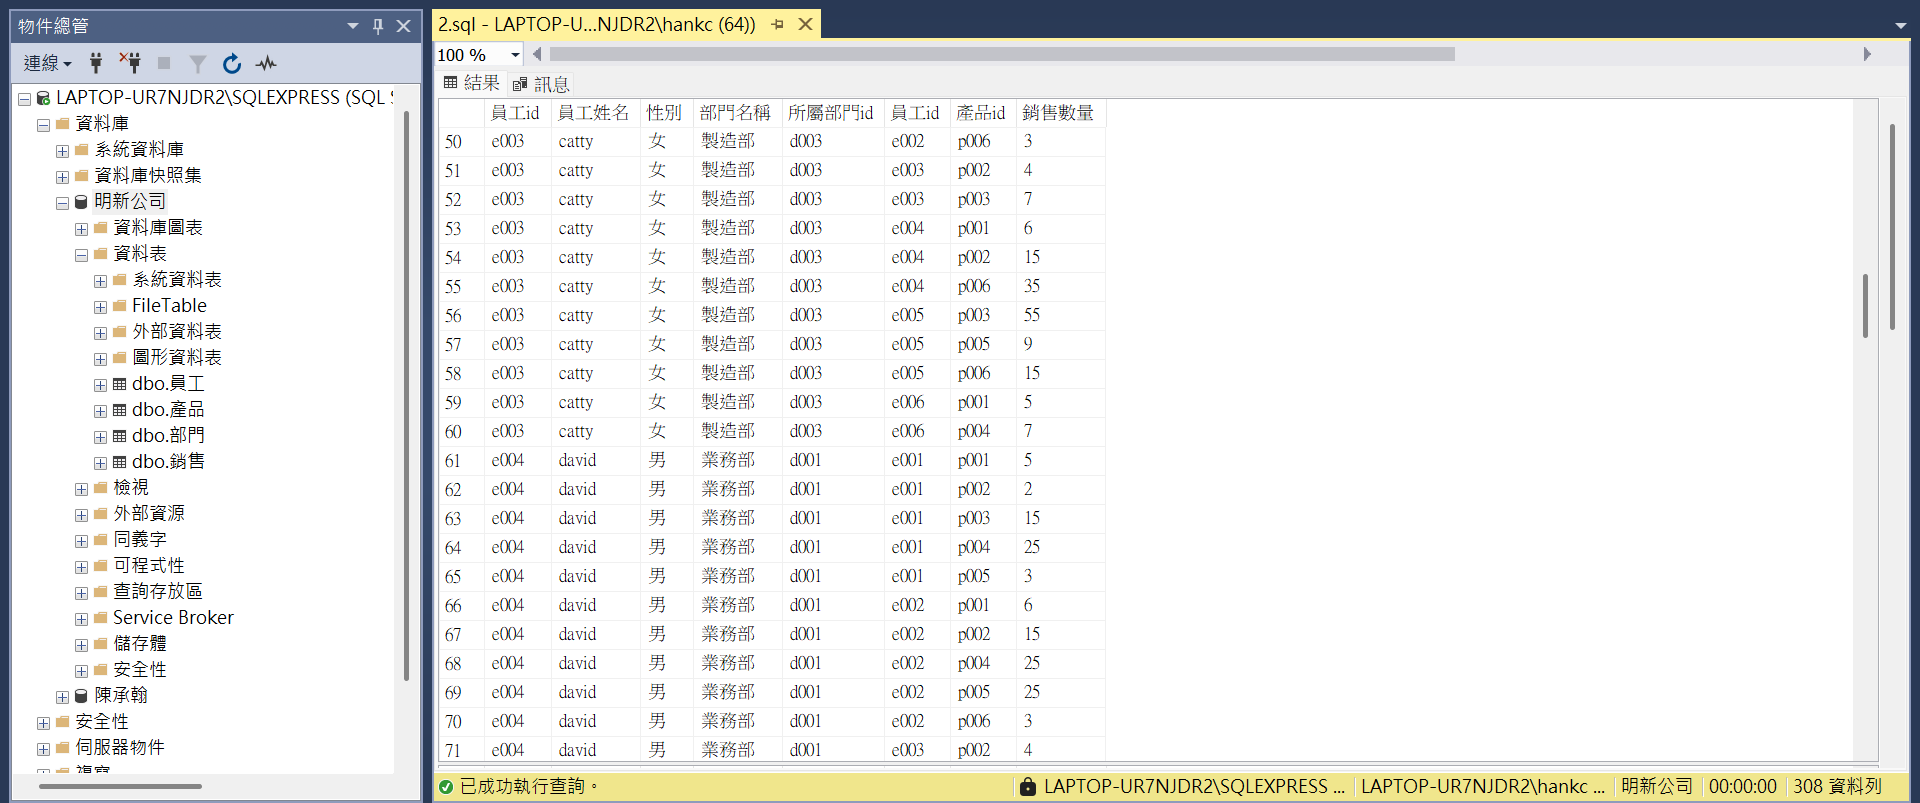 物件總管
連線
LAPTOP-UR7NJDR2\SQLEXPRESS (SQL S
資料庫
系統資料庫
資料庫快照集
明新公司
資料庫圖表
資料表
系統資料表
FileTable
外部資料表
圖形資料表
dbo.員工
dbo.產品
dbo.部門
dbo.銷售
檢視
外部資源
同義字
可程式性
查詢存放區
Service Broker
儲存體
安全性
陳承翰
安全性
伺服器物件
複寫
2.sql - LAPTOP-U...NJDR2\hankc (64))
100 %
結果 訊息
員工id 員工姓名 性別 部門名稱 所屬部門id 員工id 產品id 銷售數量
50 e003 catty 女 製造部 d003 e002 p006 3
51 e003 catty 女 製造部 d003 e003 p002 4
52 e003 catty 女 製造部 d003 e003 p003 7
53 e003 catty 女 製造部 d003 e004 p001 6
54 e003 catty 女 製造部 d003 e004 p002 15
55 e003 catty 女 製造部 d003 e004 p006 35
56 e003 catty 女 製造部 d003 e005 p003 55
57 e003 catty 女 製造部 d003 e005 p005 9
58 e003 catty 女 製造部 d003 e005 p006 15
59 e003 catty 女 製造部 d003 e006 p001 5
60 e003 catty 女 製造部 d003 e006 p004 7
61 e004 david 男 業務部 d001 e001 p001 5
62 e004 david 男 業務部 d001 e001 p002 2
63 e004 david 男 業務部 d001 e001 p003 15
64 e004 david 男 業務部 d001 e001 p004 25
65 e004 david 男 業務部 d001 e001 p005 3
66 e004 david 男 業務部 d001 e002 p001 6
67 e004 david 男 業務部 d001 e002 p002 15
68 e004 david 男 業務部 d001 e002 p004 25
69 e004 david 男 業務部 d001 e002 p005 25
70 e004 david 男 業務部 d001 e002 p006 3
71 e004 david 男 業務部 d001 e003 p002 4
已成功執行查詢。 LAPTOP-UR7NJDR2\SQLEXPRESS ... LAPTOP-UR7NJDR2\hankc ... 明新公司 00:00:00 308 資料列